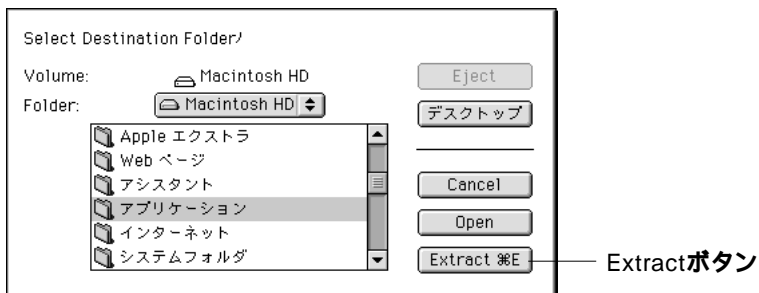 Select Destination Folder/
Volume: Macintosh HD
Folder: Macintosh HD
Apple エクストラ
Web ページ
アシスタント
アプリケーション
インターネット
システムフォルダ
Eject
デスクトップ
Cancel
Open
Extract ⌘E
Extractボタン